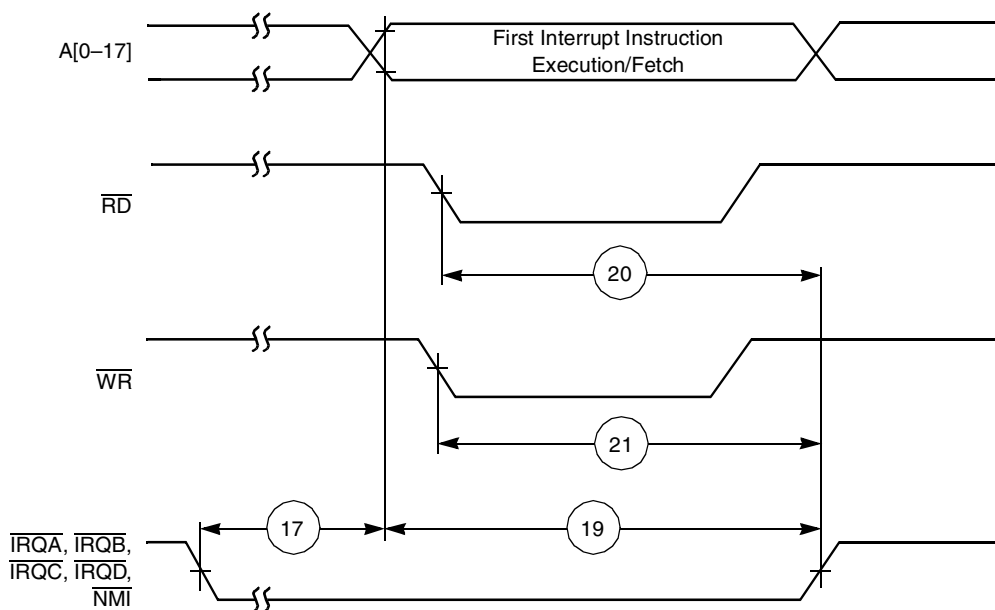 A[0–17]
First Interrupt Instruction
Execution/Fetch
RD
20
WR
21
17
19
IRQA, IRQB,
IRQC, IRQD,
NMI